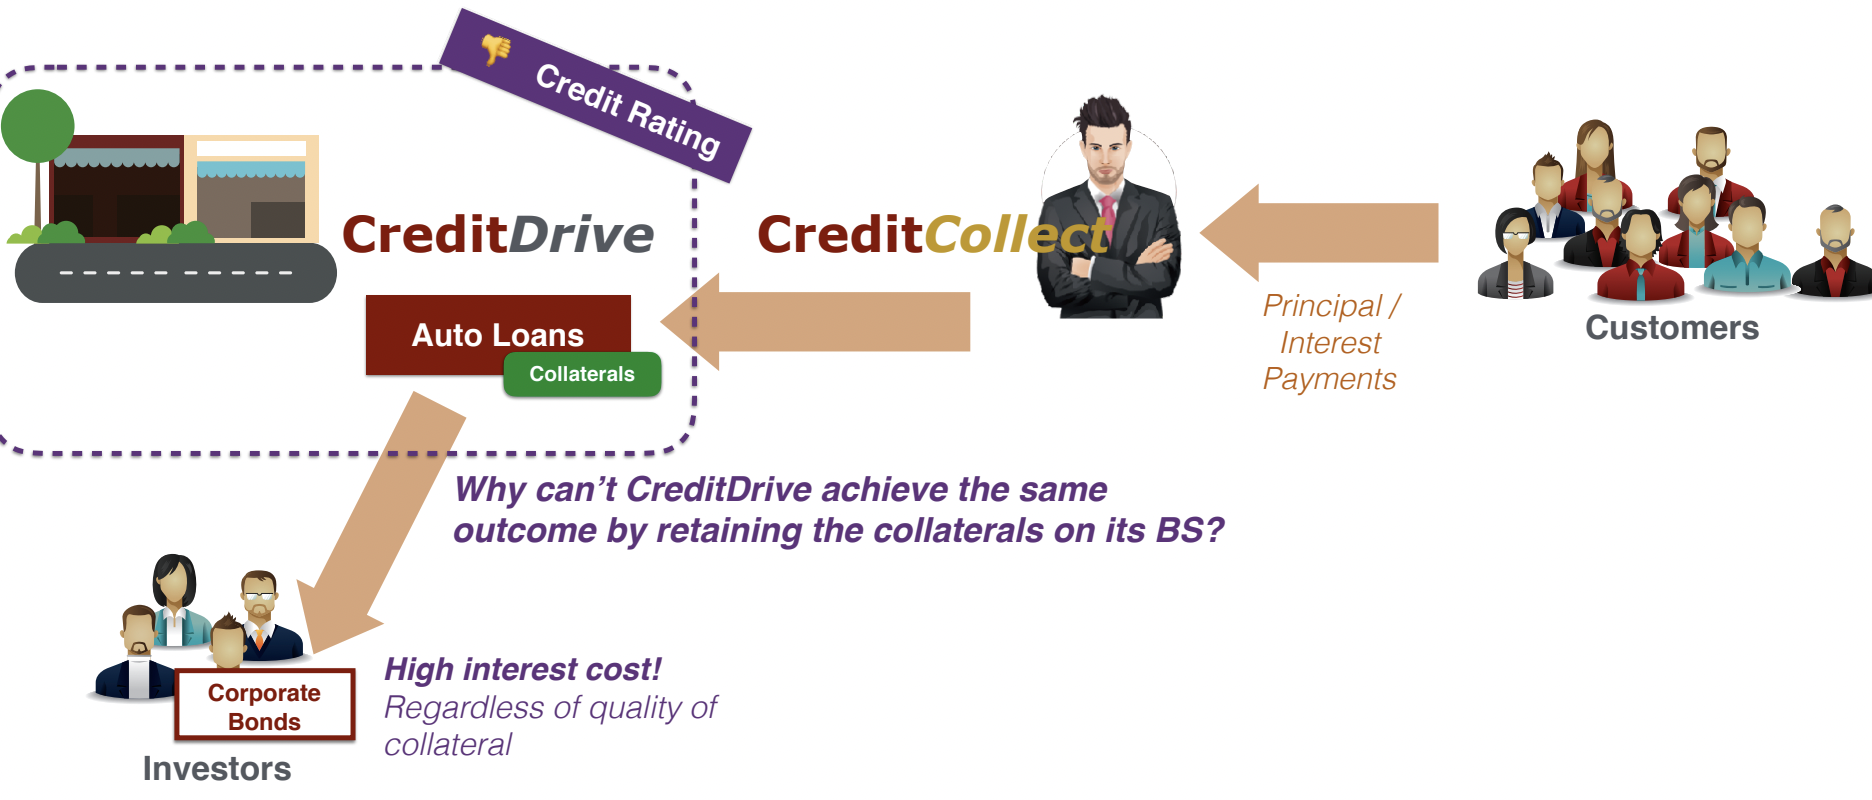 Credit Rating
CreditDrive
CreditCollect
Auto Loans
Collaterals
Principal /
Interest
Payments
Customers
Why can’t CreditDrive achieve the same
outcome by retaining the collaterals on its BS?
High interest cost!
Regardless of quality of
collateral
Corporate
Bonds
Investors